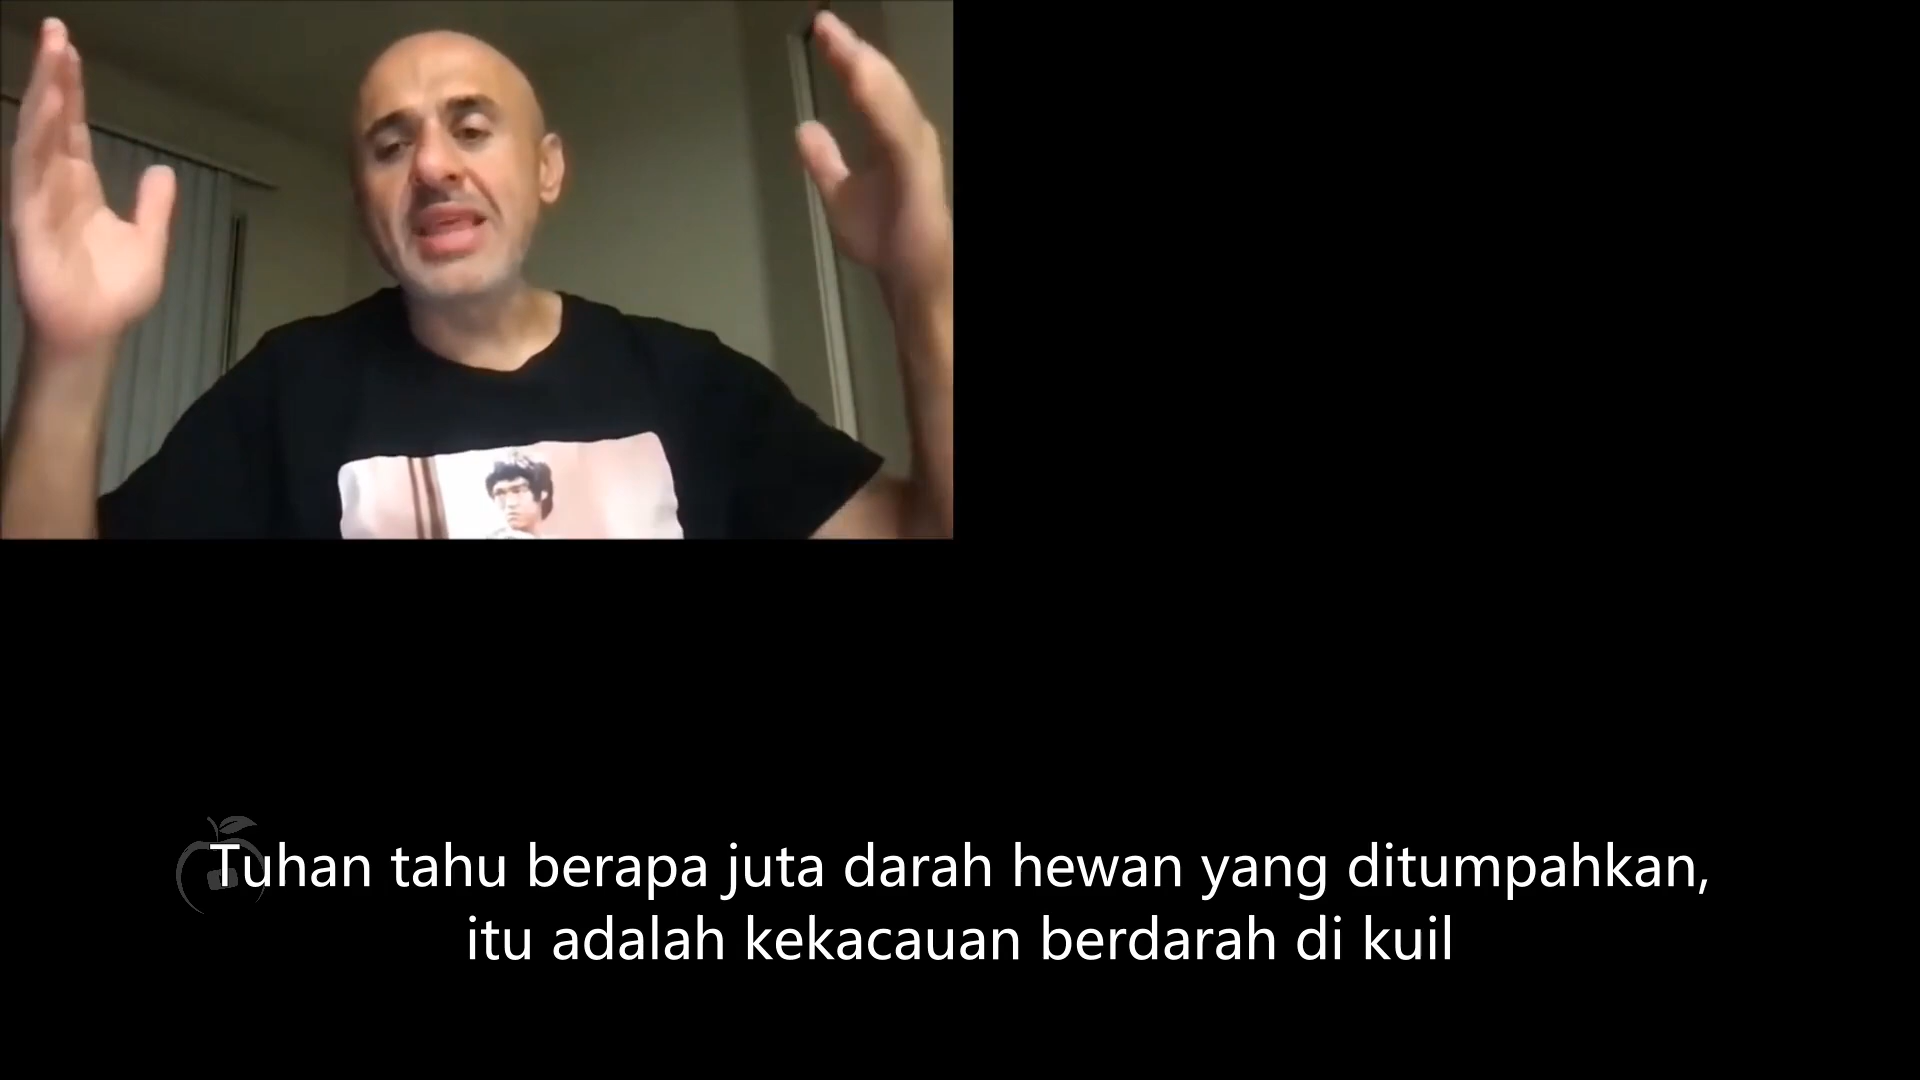 Tuhan tahu berapa juta darah hewan yang ditumpahkan,
itu adalah kekacauan berdarah di kuil